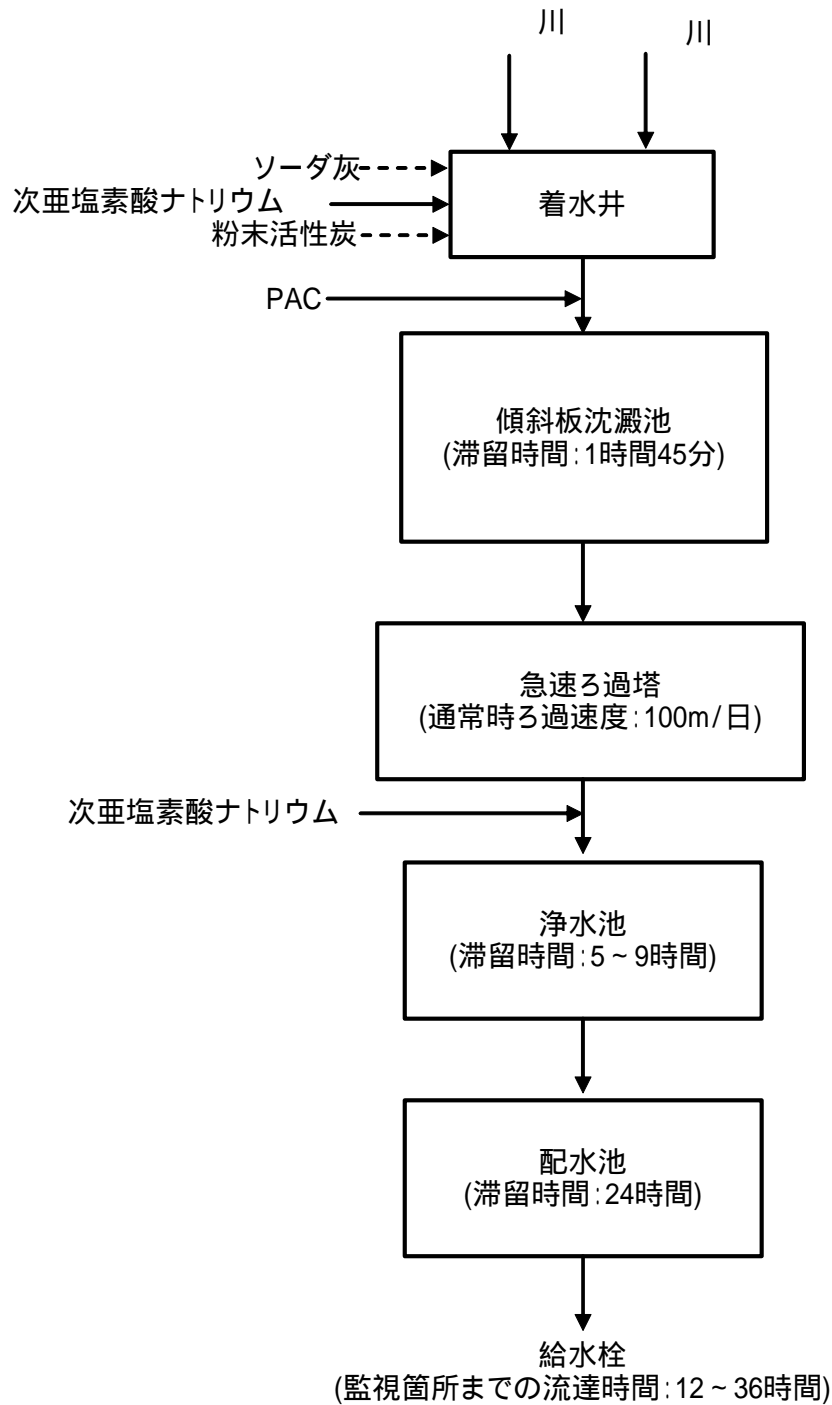 川
川
ソーダ灰
次亜塩素酸ナトリウム
粉末活性炭
着水井
PAC
傾斜板沈澱池
(滞留時間:1時間45分)
急速ろ過塔
(通常時ろ過速度:100m/日)
次亜塩素酸ナトリウム
浄水池
(滞留時間:5~9時間)
配水池
(滞留時間:24時間)
給水栓
(監視箇所までの流達時間:12~36時間)